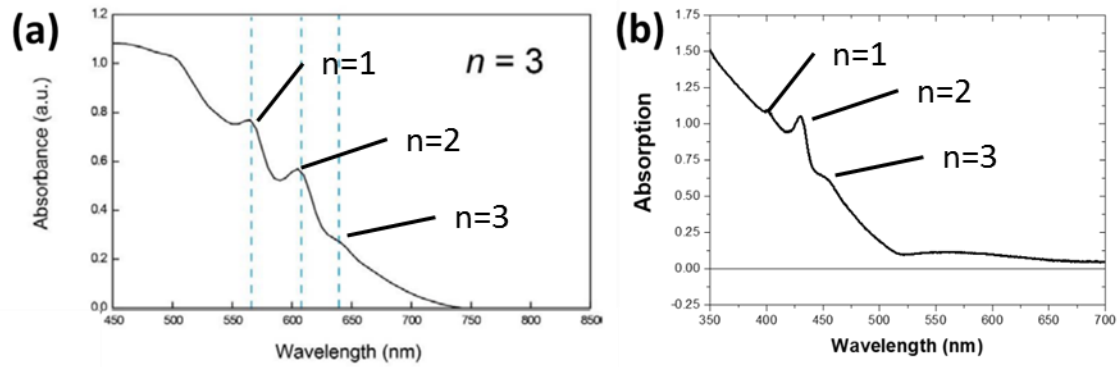 (a)
1.2
1.0
0.8
0.6
0.4
0.2
0.0
Absorbance (a.u.)
n=1
n = 3
n=2
n=3
450 500 550 600 650 700 750 800 850
Wavelength (nm)
(b)
1.75
1.50
1.25
1.00
0.75
0.50
0.25
0.00
-0.25
Absorption
n=1
n=2
n=3
350 400 450 500 550 600 650 700
Wavelength (nm)